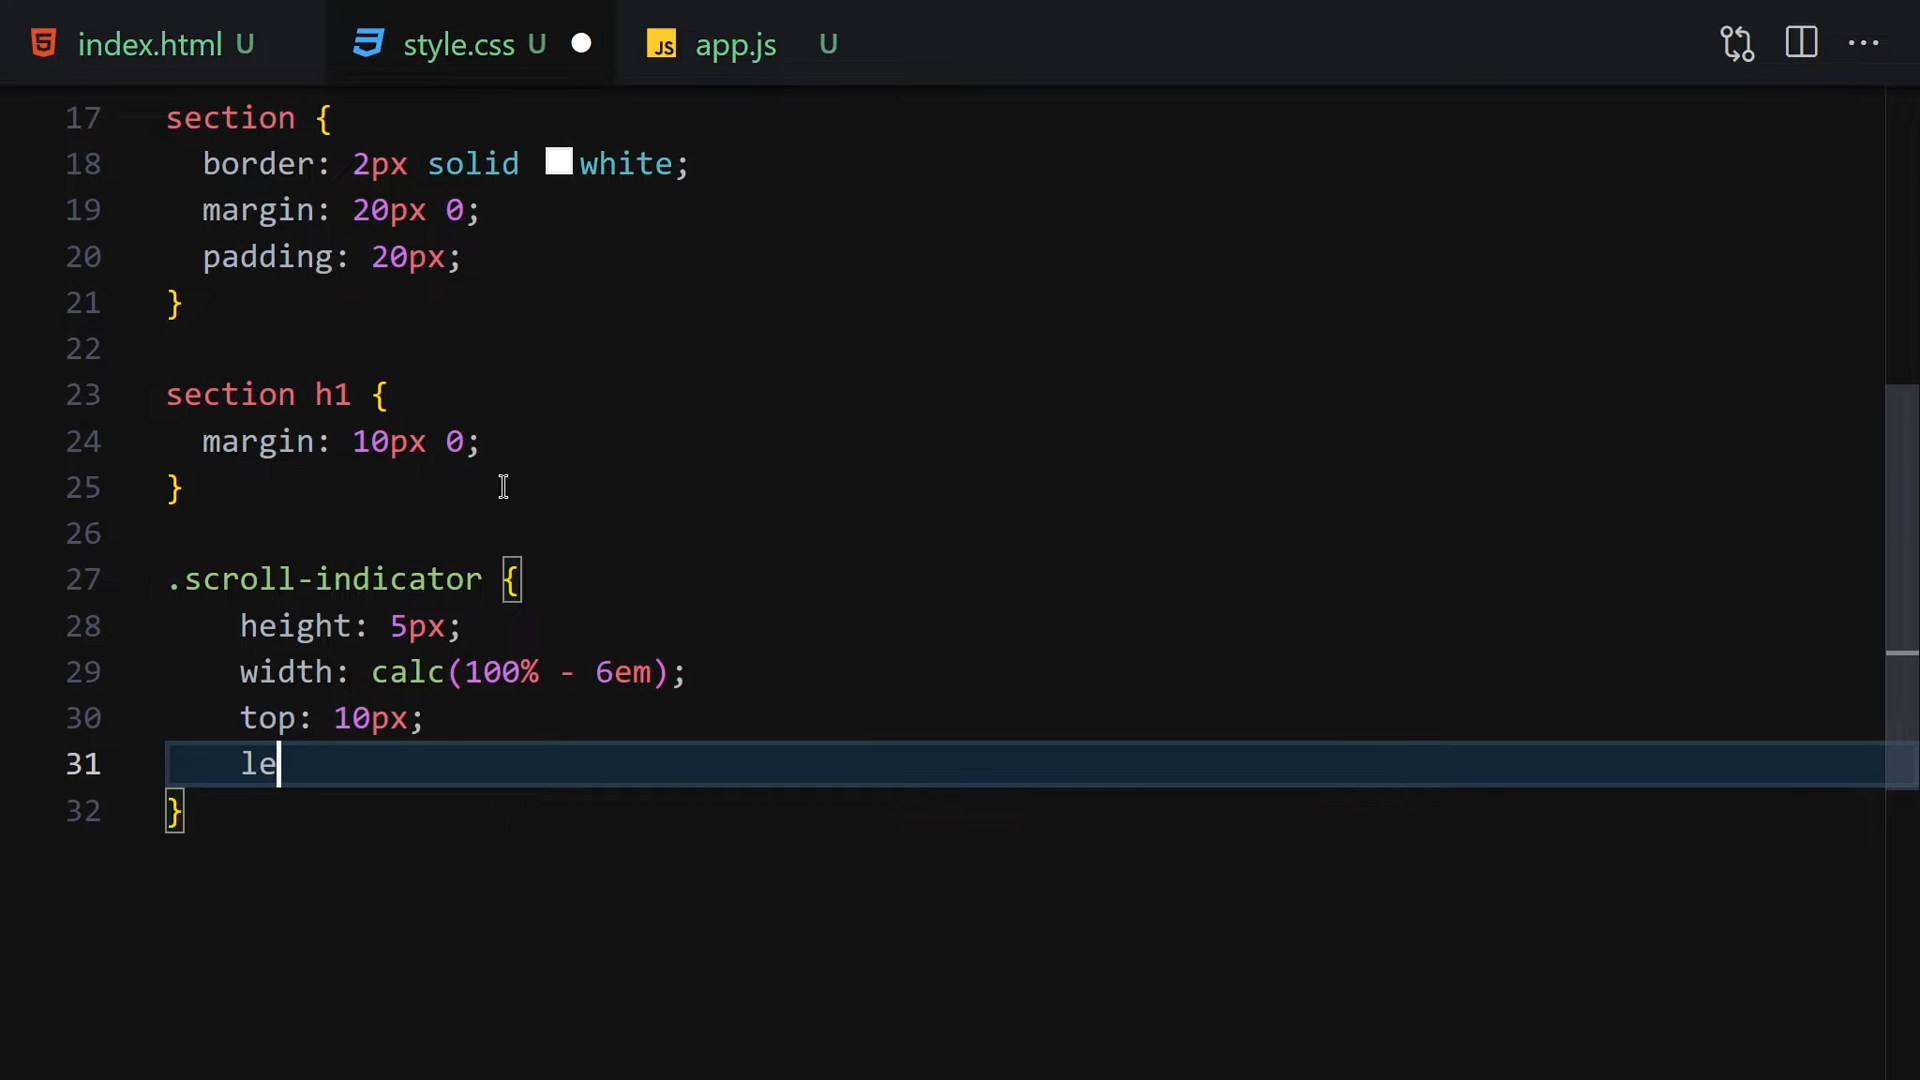 index.html U style.css U JS app.js U
17 section {
18 border: 2px solid white;
19 margin: 20px 0;
20 padding: 20px;
21 }
22
23 section h1 {
24 margin: 10px 0;
25 }
26
27 .scroll-indicator {
28 height: 5px;
29 width: calc(100% - 6em);
30 top: 10px;
31 le
32 }